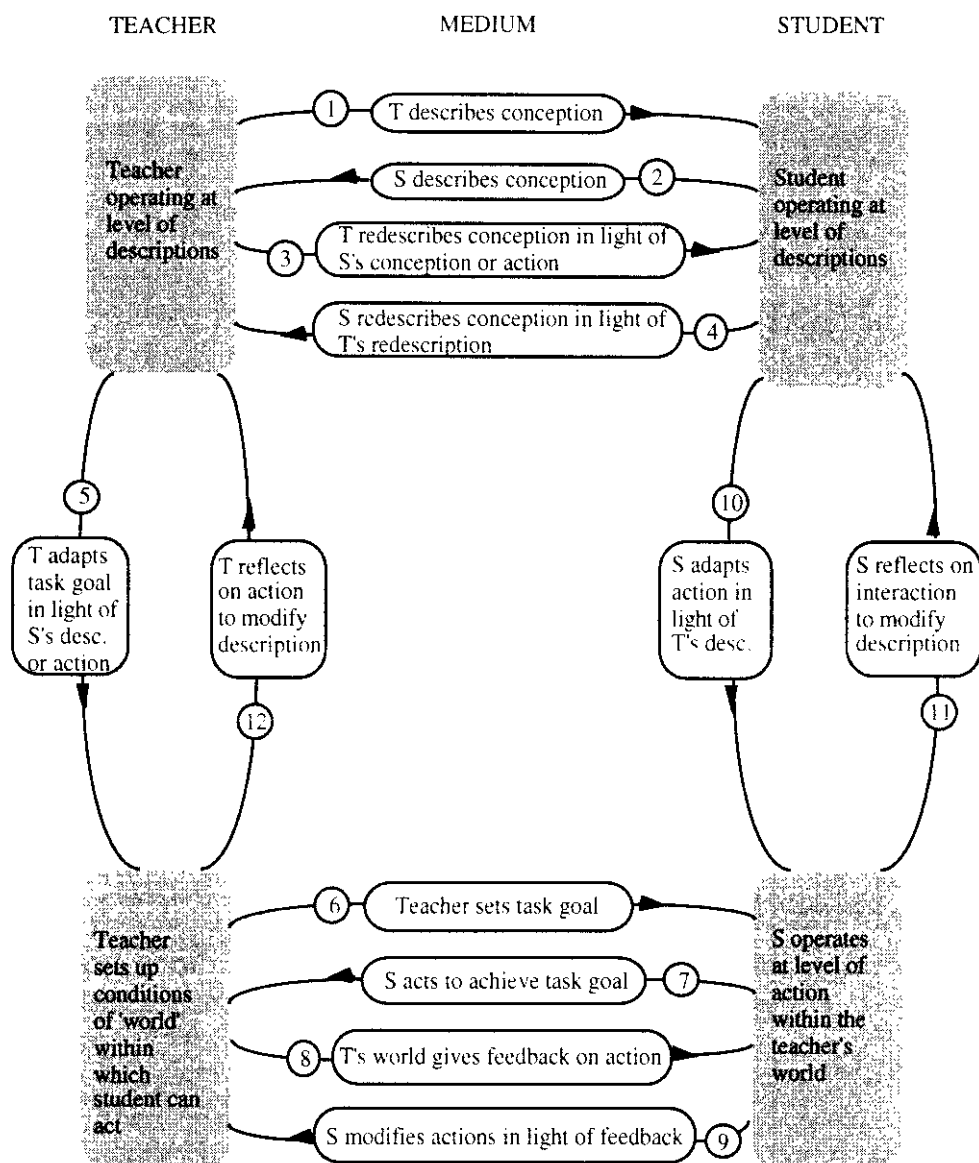 TEACHER
MEDIUM
STUDENT
1
T describes conception
S describes conception
2
Teacher
operating at
level of
descriptions
Student
operating at
level of
descriptions
3
T redescribes conception in light of
S's conception or action
S redescribes conception in light of
T's redescription
4
5
T adapts
task goal
in light of
S's desc.
or action
T reflects
on action
to modify
description
12
10
S adapts
action in
light of
T's desc.
S reflects on
interaction
to modify
description
11
Teacher
sets up
conditions
of 'world'
within
which
student can
act
6
Teacher sets task goal
S acts to achieve task goal
7
8
T's world gives feedback on action
S modifies actions in light of feedback
9
S operates
at level of
action
within the
teacher's
world